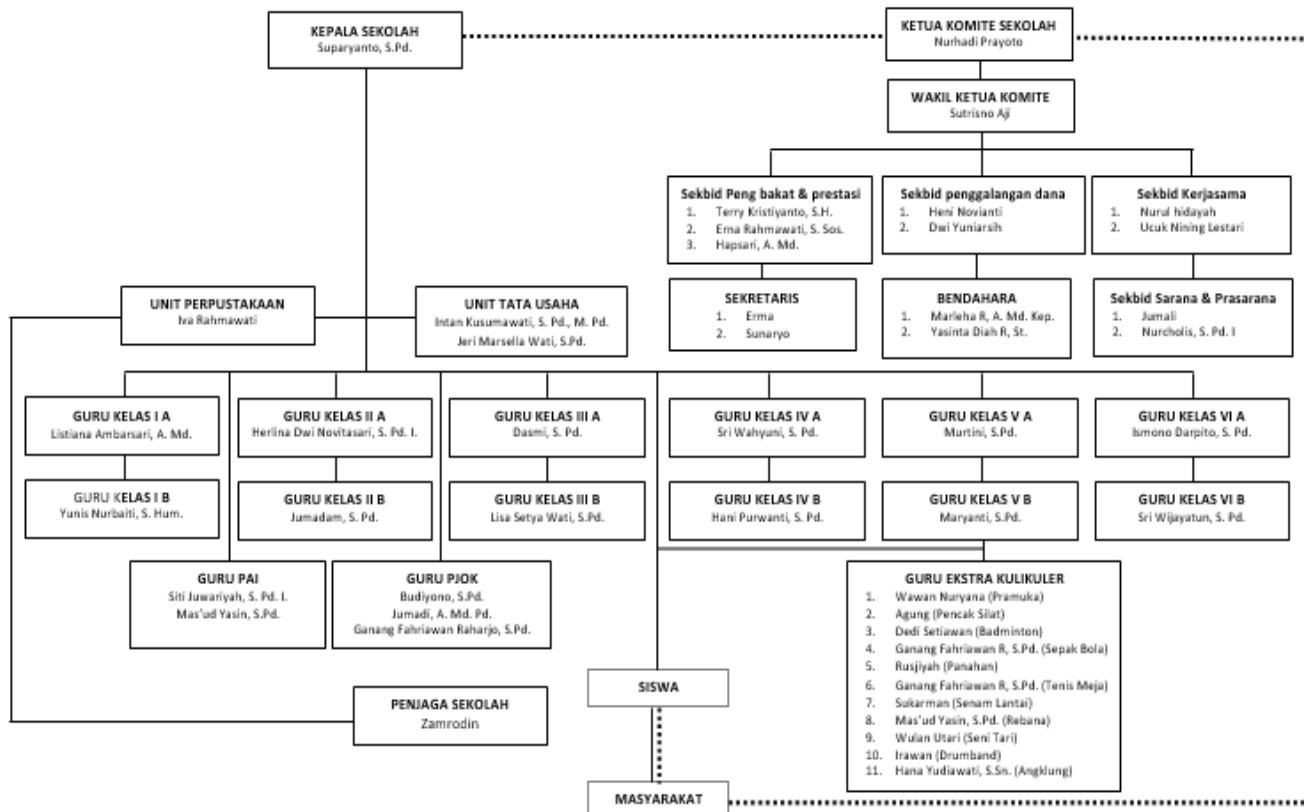 KEPALA SEKOLAH
Suparyanto, S.Pd.
KETUA KOMITE SEKOLAH
Nurhadi Prayoto
WAKIL KETUA KOMITE
Sutrisno Aji
Sekbid Peng bakat & prestasi
1. Terry Kristiyanto, S.H.
2. Erna Rahmawati, S. Sos.
3. Hapsari, A. Md.
Sekbid penggalangan dana
1. Heni Novianti
2. Dwi Yuniarsih
Sekbid Kerjasama
1. Nurul hidayah
2. Ucuk Nining Lestari
UNIT PERPUSTAKAAN
Iva Rahmawati
UNIT TATA USAHA
Intan Kusumawati, S. Pd., M. Pd.
Jeri Marsella Wati, S.Pd.
SEKRETARIS
1. Erma
2. Sunaryo
BENDAHARA
1. Marleha R, A. Md. Kep.
2. Yasinta Diah R, St.
Sekbid Sarana & Prasarana
1. Jumali
2. Nurcholis, S. Pd. I
GURU KELAS I A
Listiana Ambarsari, A. Md.
GURU KELAS II A
Herlina Dwi Novitasari, S. Pd. I.
GURU KELAS III A
Dasmi, S. Pd.
GURU KELAS IV A
Sri Wahyuni, S. Pd.
GURU KELAS V A
Murtini, S.Pd.
GURU KELAS VI A
Ismono Darpito, S. Pd.
GURU KELAS I B
Yunis Nurbaiti, S. Hum.
GURU KELAS II B
Jumadam, S. Pd.
GURU KELAS III B
Lisa Setya Wati, S.Pd.
GURU KELAS IV B
Hani Purwanti, S. Pd.
GURU KELAS V B
Maryanti, S.Pd.
GURU KELAS VI B
Sri Wijayatun, S. Pd.
GURU PAI
Siti Juwariyah, S. Pd. I.
Mas'ud Yasin, S.Pd.
GURU PJOK
Budiyono, S.Pd.
Jumadi, A. Md. Pd.
Ganang Fahriawan Raharjo, S.Pd.
GURU EKSTRA KULIKULER
1. Wawan Nuryana (Pramuka)
2. Agung (Pencak Silat)
3. Dedi Setiawan (Badminton)
4. Ganang Fahriawan R, S.Pd. (Sepak Bola)
5. Rusjiyah (Panahan)
6. Ganang Fahriawan R, S.Pd. (Tenis Meja)
7. Sukarman (Senam Lantai)
8. Mas'ud Yasin, S.Pd. (Rebana)
9. Wulan Utari (Seni Tari)
10. Irawan (Drumband)
11. Hana Yudiawati, S.Sn. (Angklung)
SISWA
PENJAGA SEKOLAH
Zamrodin
MASYARAKAT